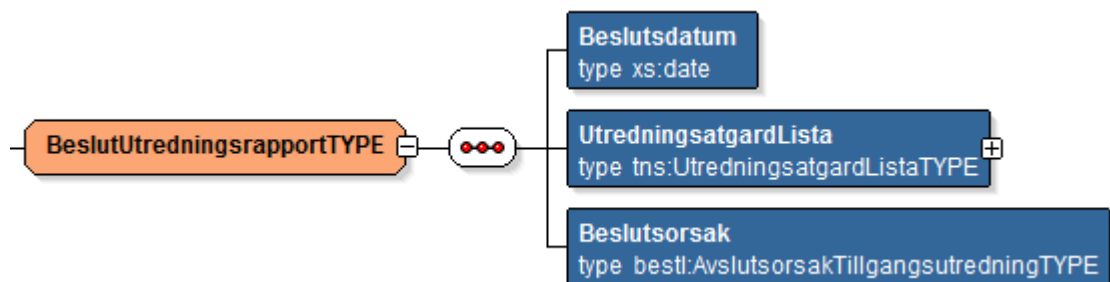 Beslutsdatum
type xs:date
BeslutUtredningsrapportTYPE
UtredningsatgardLista
type tns:UtredningsatgardListaTYPE
Beslutsorsak
type bestl:AvslutsorsakTillgangsutredningTYPE